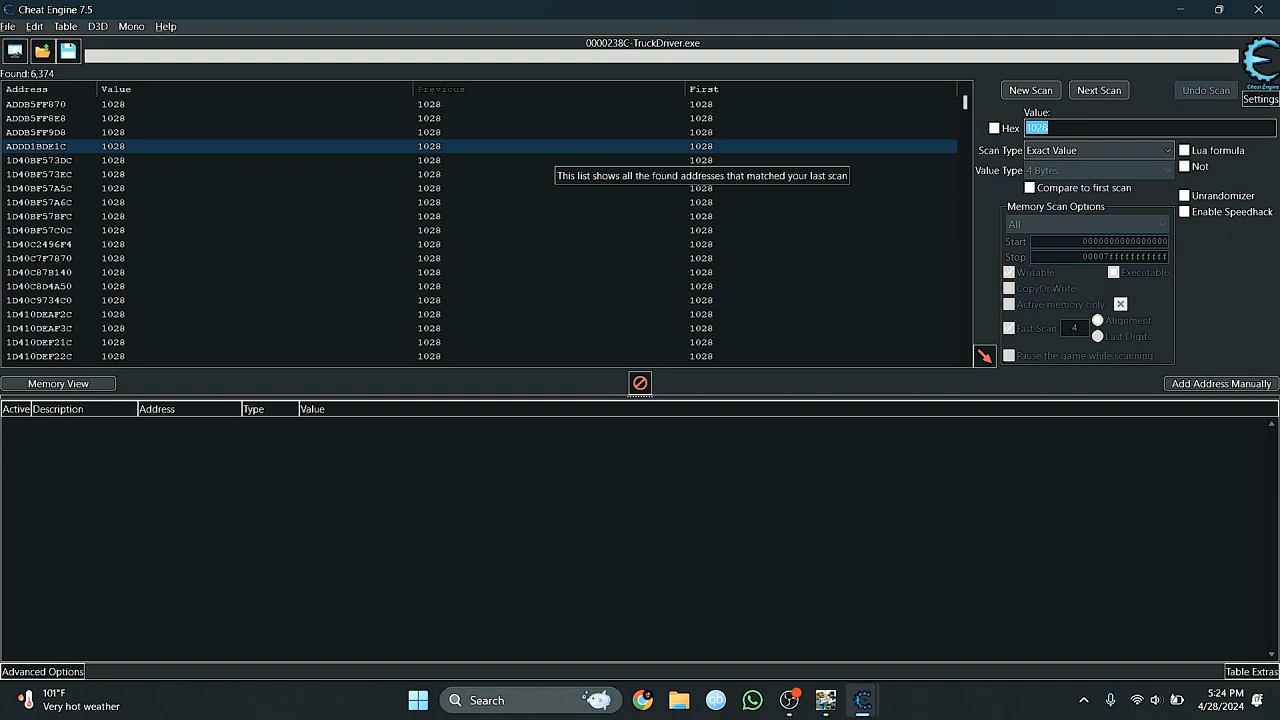 Cheat Engine 7.5
File Edit Table D3D Mono Help
0000238C-TruckDriver.exe
Found:6,374
Address Value Previous First
ADDB5FF870 1028 1028 1028
ADDB5FF8E8 1028 1028 1028
ADDB5FF9D8 1028 1028 1028
ADDD1BDE1C 1028 1028 1028
1D40BF573DC 1028 1028 1028
1D40BF573EC 1028 1028
1D40BF57A5C 1028 1028 1028
1D40BF57A6C 1028 1028 1028
1D40BF57BFC 1028 1028 1028
1D40BF57C0C 1028 1028 1028
1D40C2496F4 1028 1028 1028
1D40C7F7870 1028 1028 1028
1D40C87B140 1028 1028 1028
1D40C8D4A50 1028 1028 1028
1D40C9734C0 1028 1028 1028
1D410DEAF2C 1028 1028 1028
1D410DEAF3C 1028 1028 1028
1D410DEF21C 1028 1028 1028
1D410DEF22C 1028 1028 1028
This list shows all the found addresses that matched your last scan
New Scan Next Scan Undo Scan
Cheat Engine
Settings
Value:
Hex 1028
Scan Type Exact Value
Value Type 4 Bytes
Compare to first scan
Lua formula
Not
Unrandomizer
Enable Speedhack
Memory Scan Options
All
Start 0000000000000000
Stop 00007fffffffffff
Writable Executable
CopyOnWrite
Active memory only
Fast Scan 4 Alignment
Last Digits
Pause the game while scanning
Memory View Add Address Manually
Active Description Address Type Value
Advanced Options Table Extras
101°F
Very hot weather
Search
5:24 PM
4/28/2024